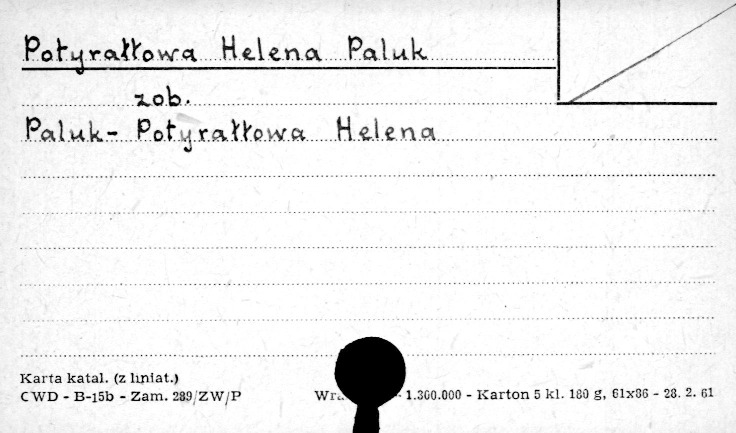 Potyrałłowa Helena Paluk
zob.
Paluk- Potyrałłowa Helena
Karta katal. (z liniat.)
CWD - B-15b - Zam. 289/ZW/P
1.300.000 - Karton 5 kl. 180 g, 61x86 - 28. 2. 61